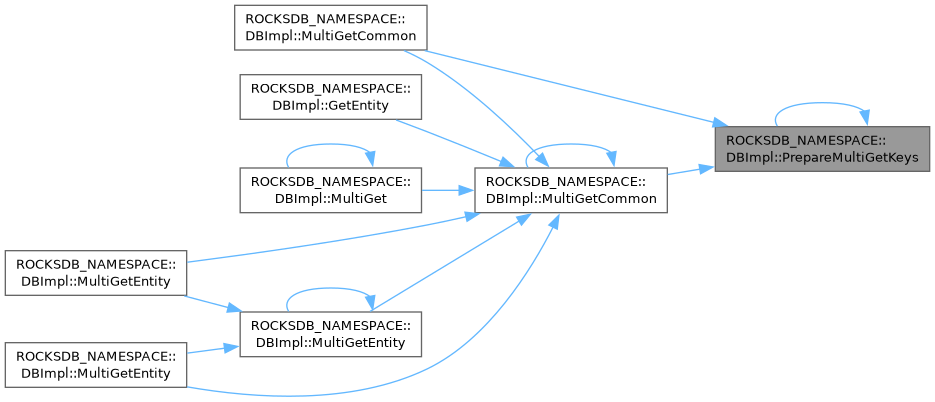 ROCKSDB_NAMESPACE::
DBImpl::MultiGetCommon
ROCKSDB_NAMESPACE::
DBImpl::GetEntity
ROCKSDB_NAMESPACE::
DBImpl::PrepareMultiGetKeys
ROCKSDB_NAMESPACE::
DBImpl::MultiGet
ROCKSDB_NAMESPACE::
DBImpl::MultiGetCommon
ROCKSDB_NAMESPACE::
DBImpl::MultiGetEntity
ROCKSDB_NAMESPACE::
DBImpl::MultiGetEntity
ROCKSDB_NAMESPACE::
DBImpl::MultiGetEntity